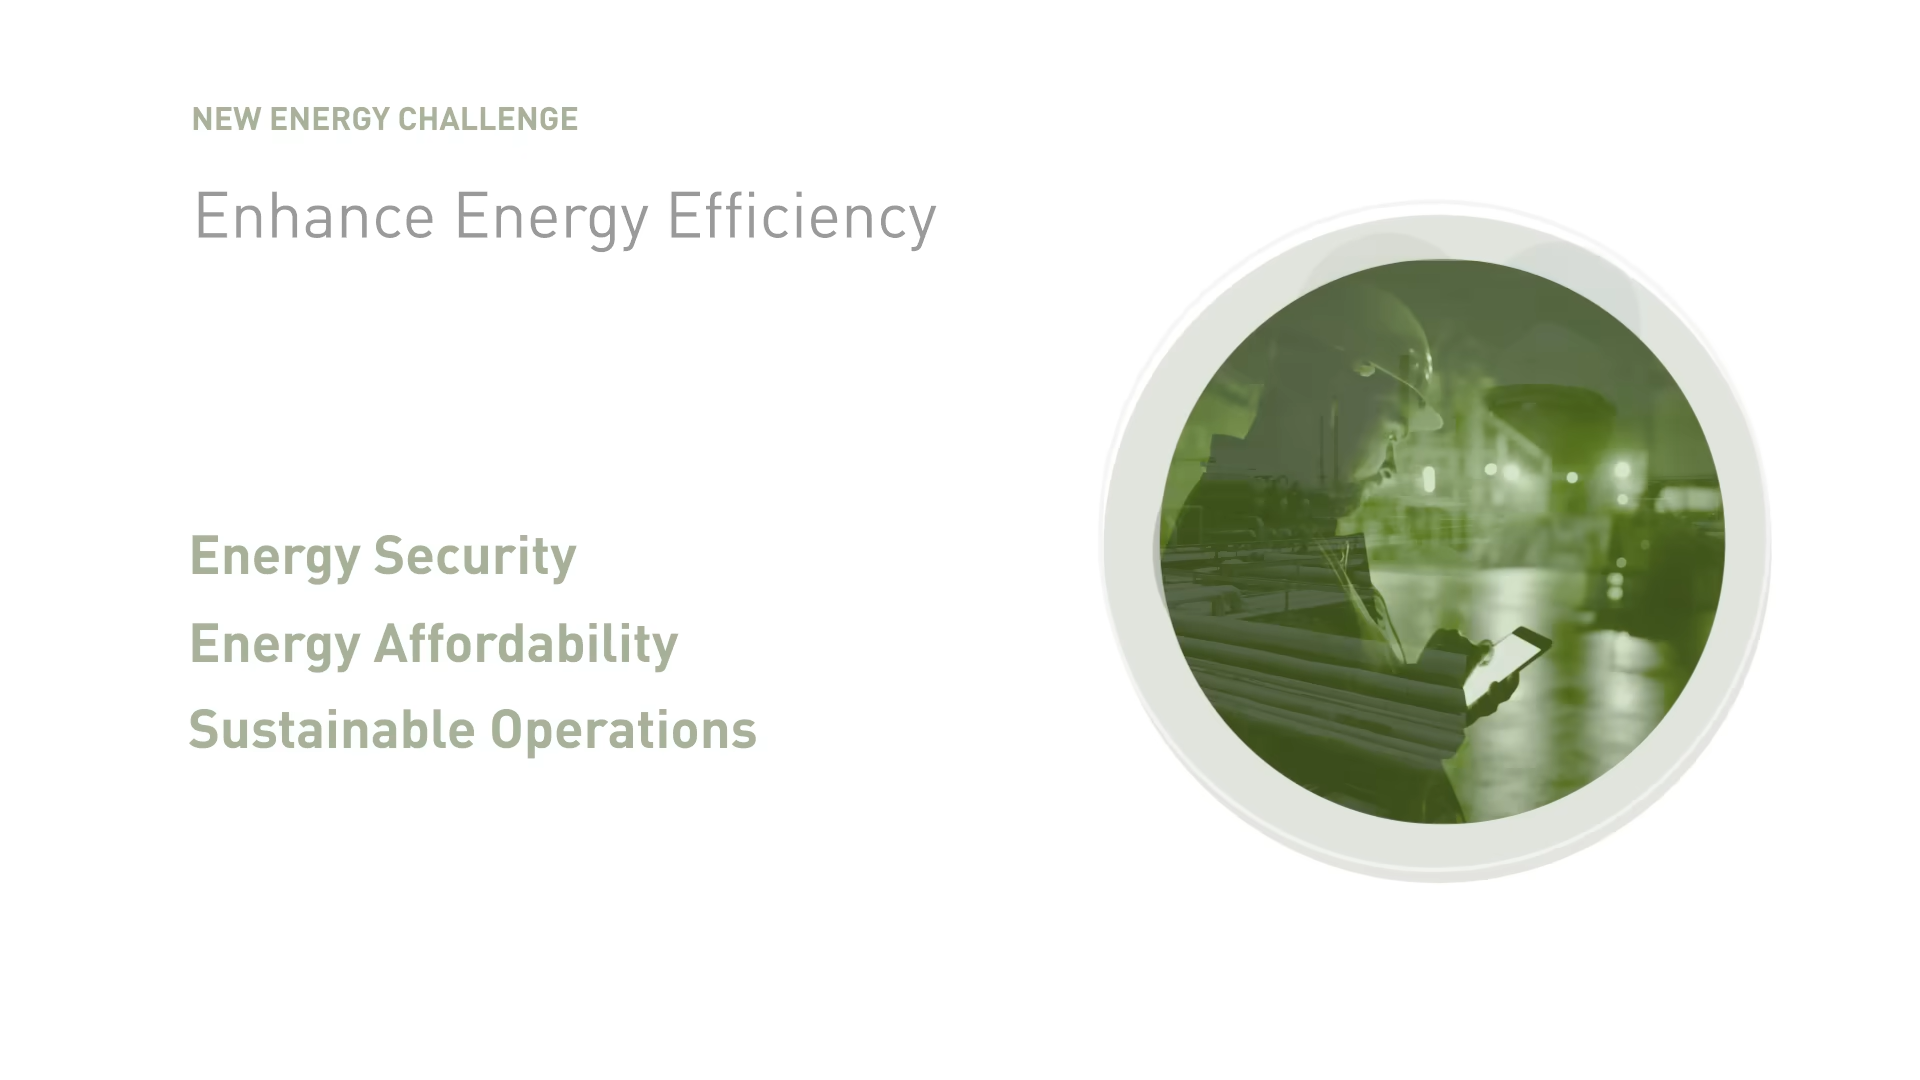 NEW ENERGY CHALLENGE
Enhance Energy Efficiency
Energy Security
Energy Affordability
Sustainable Operations